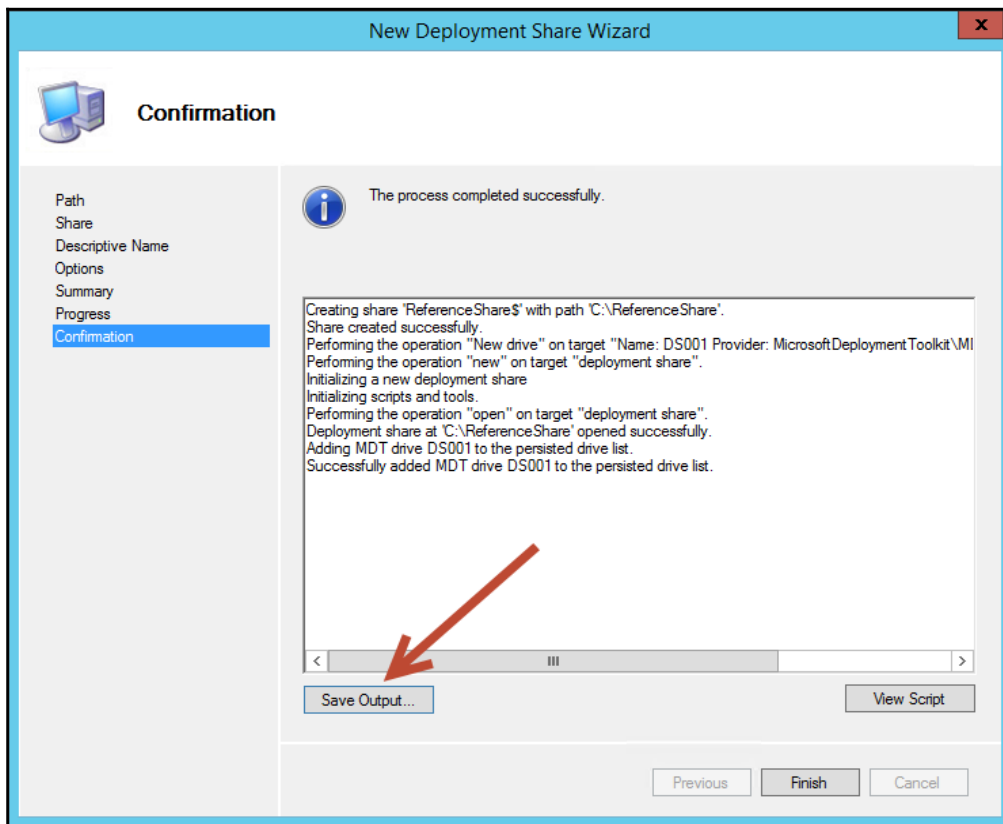 New Deployment Share Wizard
x
Confirmation
Path
Share
Descriptive Name
Options
Summary
Progress
Confirmation
The process completed successfully.
Creating share 'ReferenceShare$' with path 'C:\ReferenceShare'.
Share created successfully.
Performing the operation "New drive" on target "Name: DS001 Provider: MicrosoftDeploymentToolkit\MI
Performing the operation "new" on target "deployment share".
Initializing a new deployment share
Initializing scripts and tools.
Performing the operation "open" on target "deployment share".
Deployment share at 'C:\ReferenceShare' opened successfully.
Adding MDT drive DS001 to the persisted drive list.
Successfully added MDT drive DS001 to the persisted drive list.
Save Output...
View Script
Previous
Finish
Cancel